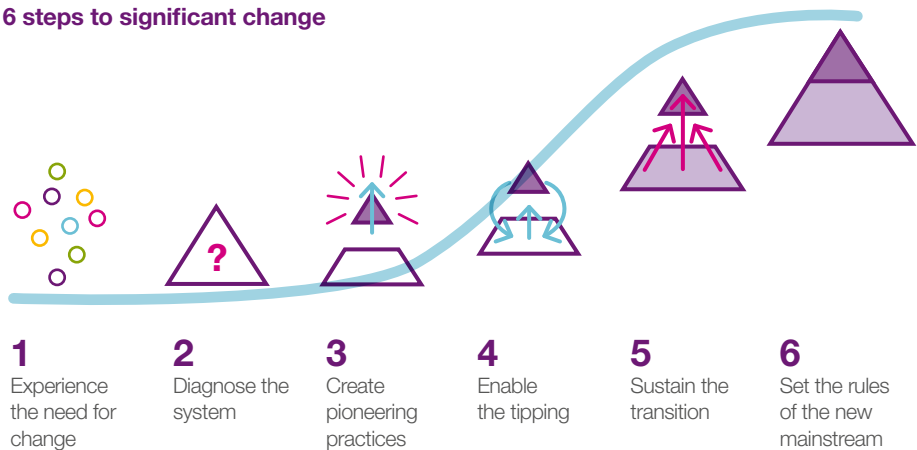 6 steps to significant change
?
1
Experience
the need for
change
2
Diagnose the
system
3
Create
pioneering
practices
4
Enable
the tipping
5
Sustain the
transition
6
Set the rules
of the new
mainstream